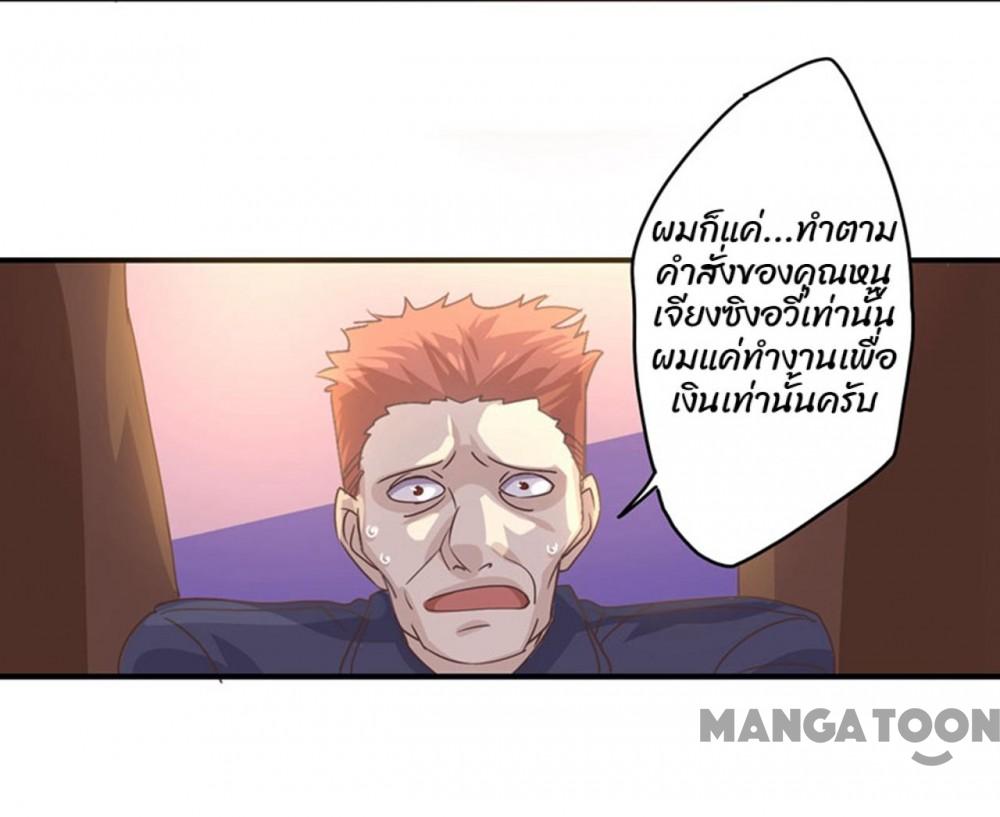 ผมก็แค่...ทำตาม
คำสั่งของคุณหนู
เจียงซิงอวี่เท่านั้น
ผมแค่ทำงานเพื่อ
เงินเท่านั้นครับ
MANGATOON